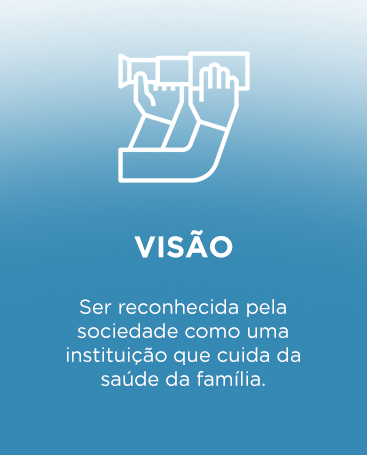 VISÃO
Ser reconhecida pela
sociedade como uma
instituição que cuida da
saúde da família.